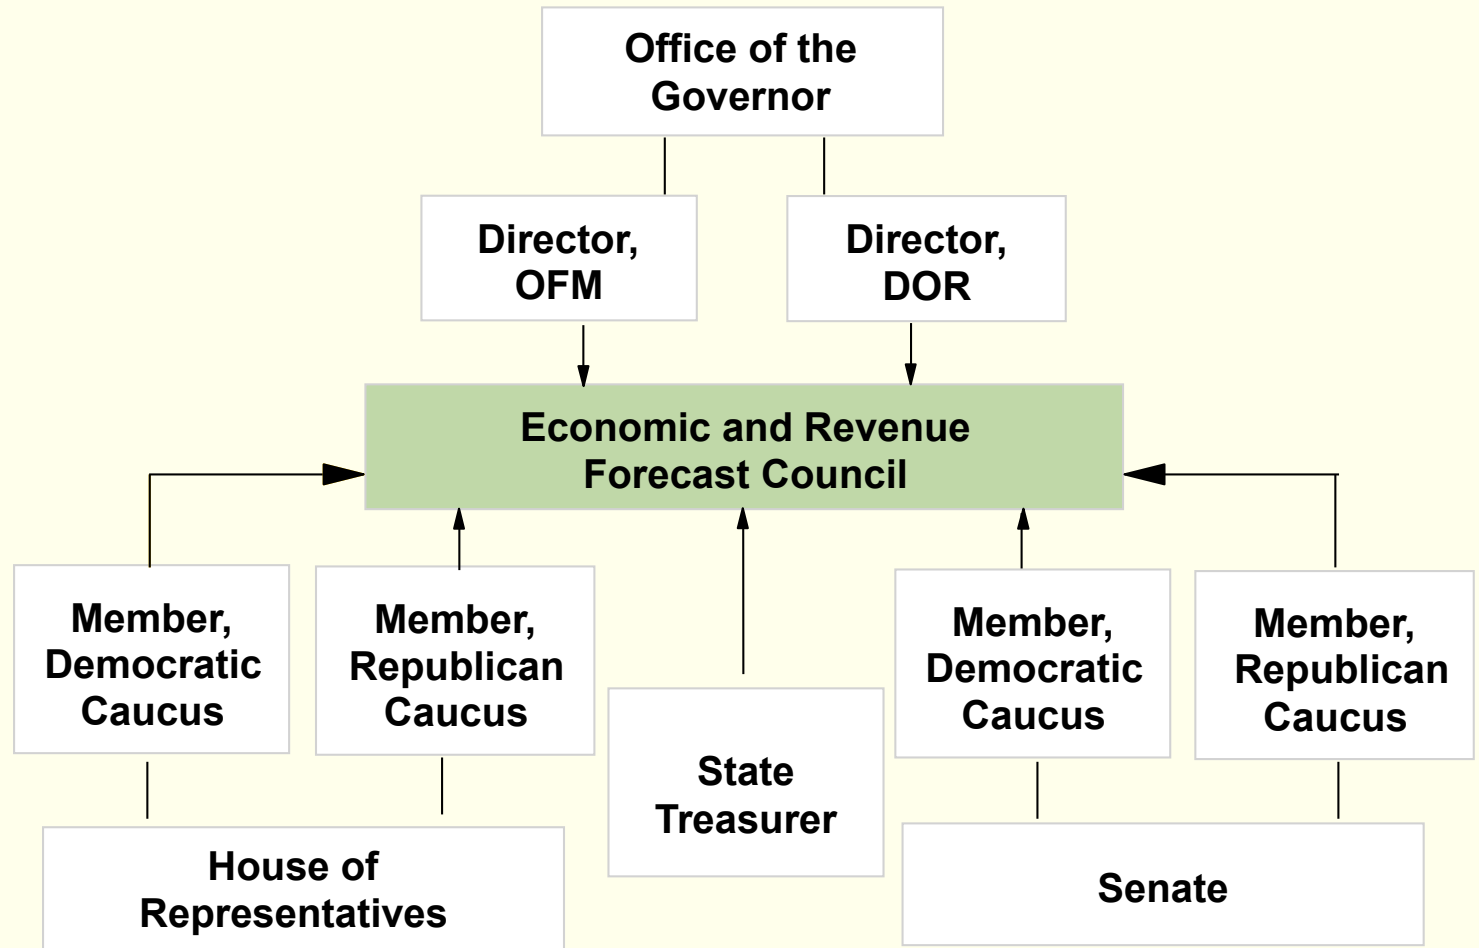 Office of the
Governor
Director,
OFM
Director,
DOR
Economic and Revenue
Forecast Council
Member,
Democratic
Caucus
Member,
Republican
Caucus
State
Treasurer
Member,
Democratic
Caucus
Member,
Republican
Caucus
House of
Representatives
Senate